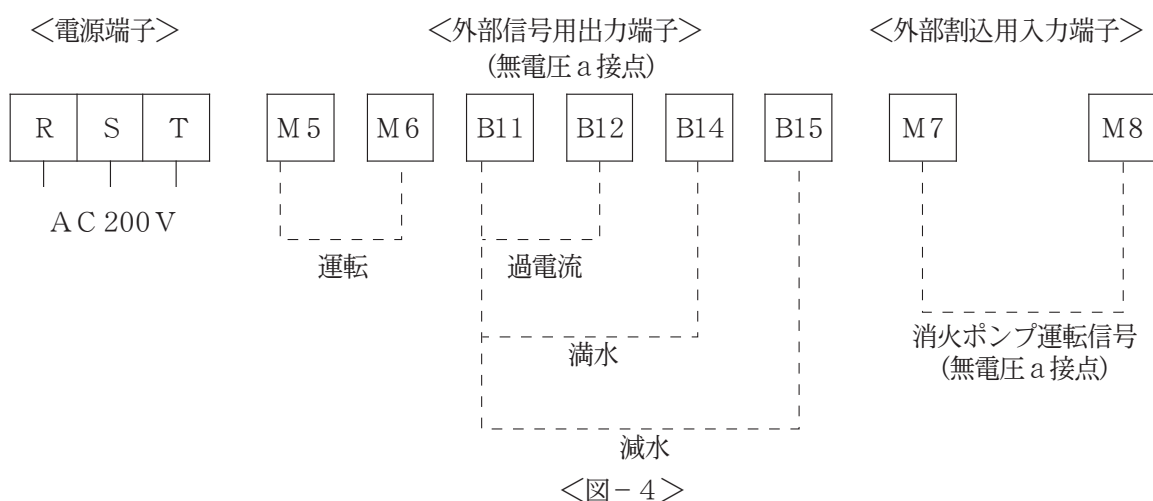 ＜電源端子＞
＜外部信号用出力端子＞
(無電圧ａ接点)
＜外部割込用入力端子＞
R S T
M5 M6 B11 B12 B14 B15
M7 M8
ＡＣ200Ｖ
運転
過電流
満水
減水
消火ポンプ運転信号
(無電圧ａ接点)
＜図－４＞